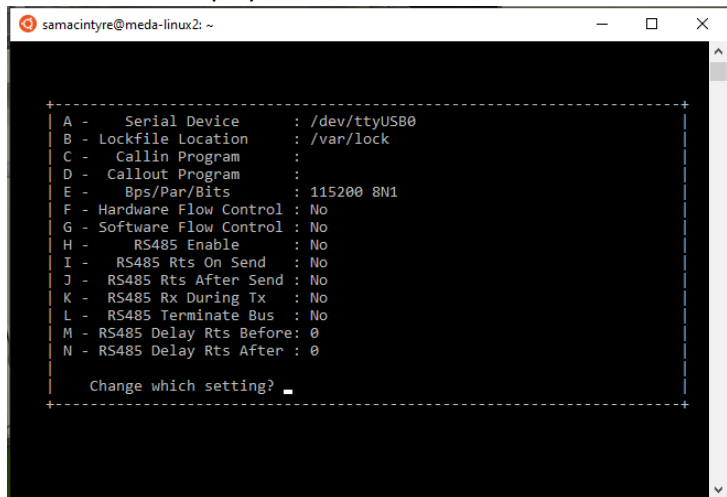 samacintyre@meda-linux2: ~
A - Serial Device : /dev/ttyUSB0
B - Lockfile Location : /var/lock
C - Callin Program :
D - Callout Program :
E - Bps/Par/Bits : 115200 8N1
F - Hardware Flow Control : No
G - Software Flow Control : No
H - RS485 Enable : No
I - RS485 Rts On Send : No
J - RS485 Rts After Send : No
K - RS485 Rx During Tx : No
L - RS485 Terminate Bus : No
M - RS485 Delay Rts Before: 0
N - RS485 Delay Rts After : 0
Change which setting?